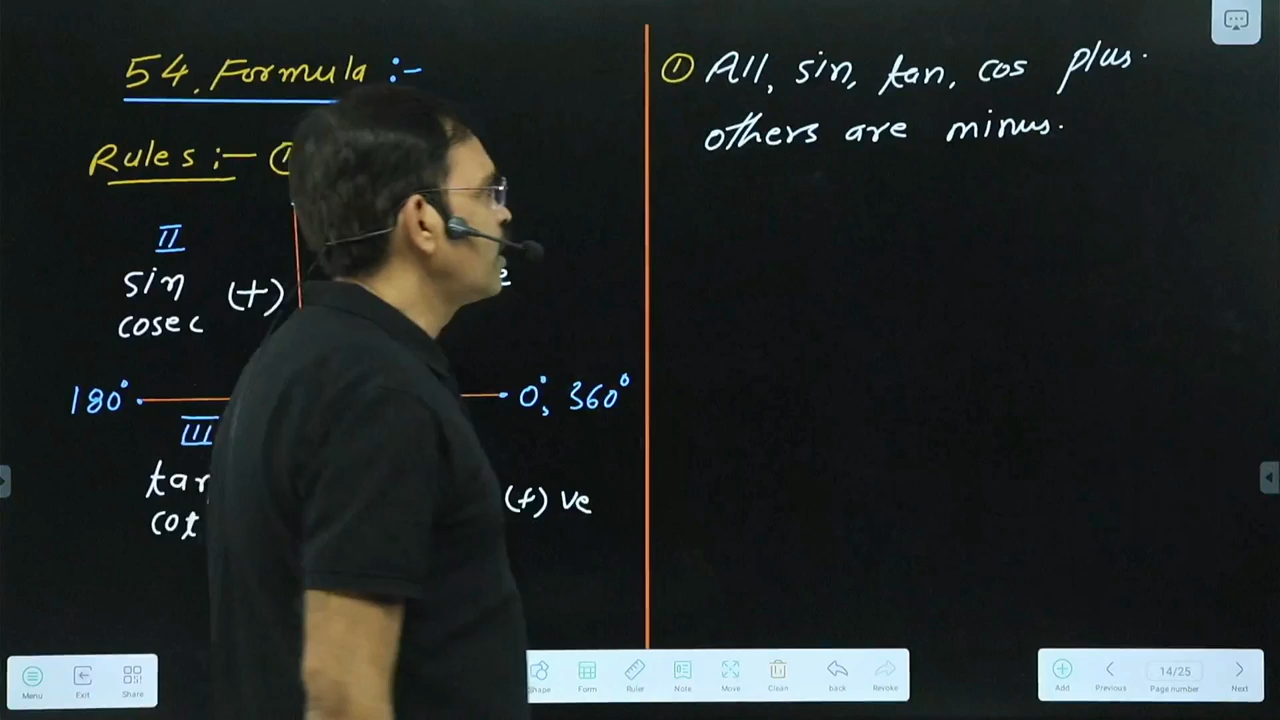 54. Formula :-
Rules :- ①
II
sin
(+)
cosec
180°
0°, 360°
III
cot
(+) ve
① All, sin, tan, cos plus.
others are minus.
Menu
Exit
Share
Shape
Form
Ruler
Note
Move
Clean
back
Revoke
Add
Previous
14/25
Page number
Next